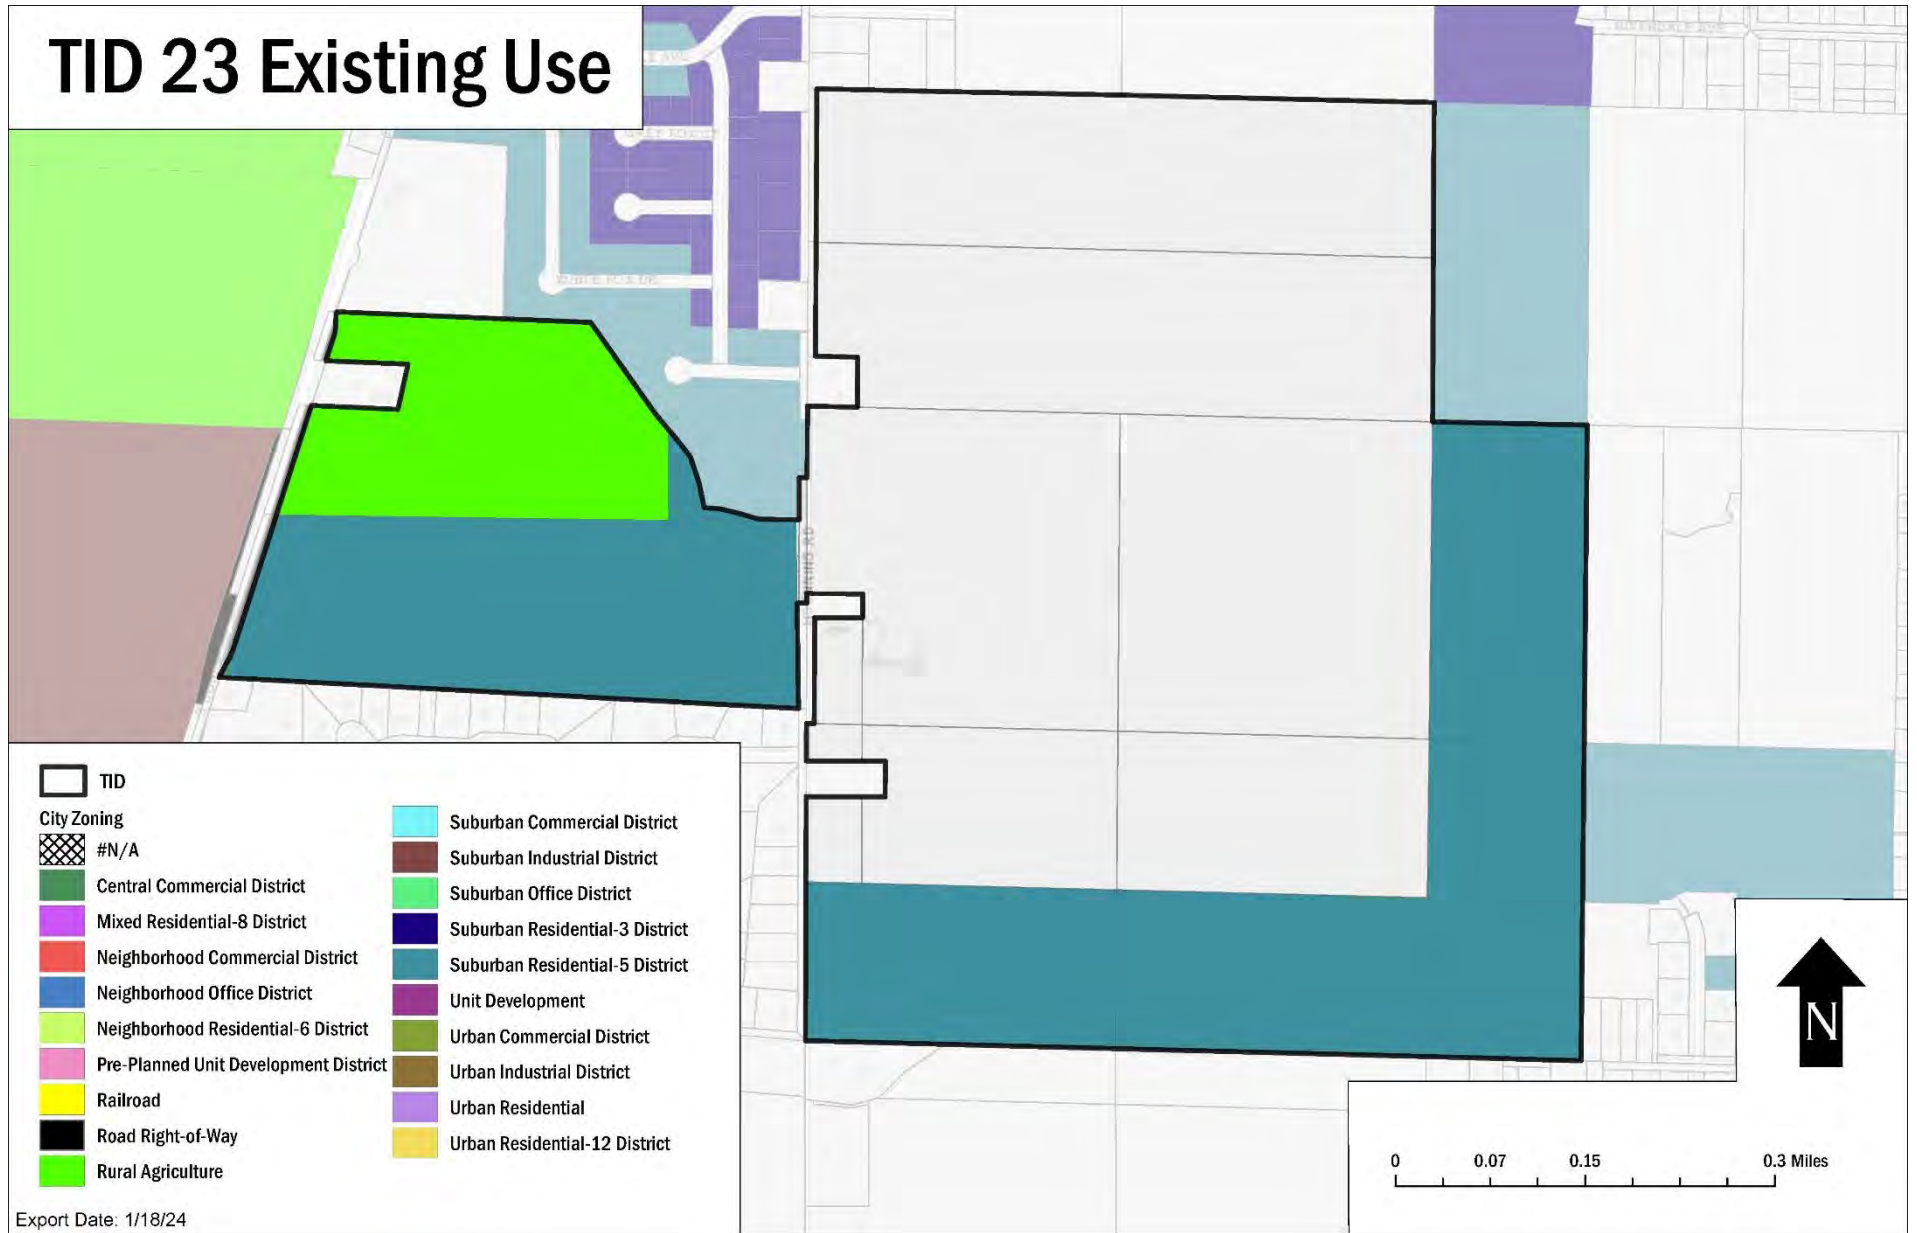 TID 23 Existing Use
TID
City Zoning
#N/A
Central Commercial District
Mixed Residential-8 District
Neighborhood Commercial District
Neighborhood Office District
Neighborhood Residential-6 District
Pre-Planned Unit Development District
Railroad
Road Right-of-Way
Rural Agriculture
Suburban Commercial District
Suburban Industrial District
Suburban Office District
Suburban Residential-3 District
Suburban Residential-5 District
Unit Development
Urban Commercial District
Urban Industrial District
Urban Residential
Urban Residential-12 District
Export Date: 1/18/24
N
0 0.07 0.15 0.3 Miles